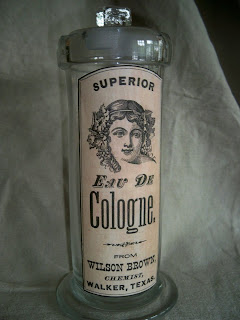 SUPERIOR
EAU DE
Cologne.
FROM
WILSON BROWN,
CHEMIST,
WALKER, TEXAS.